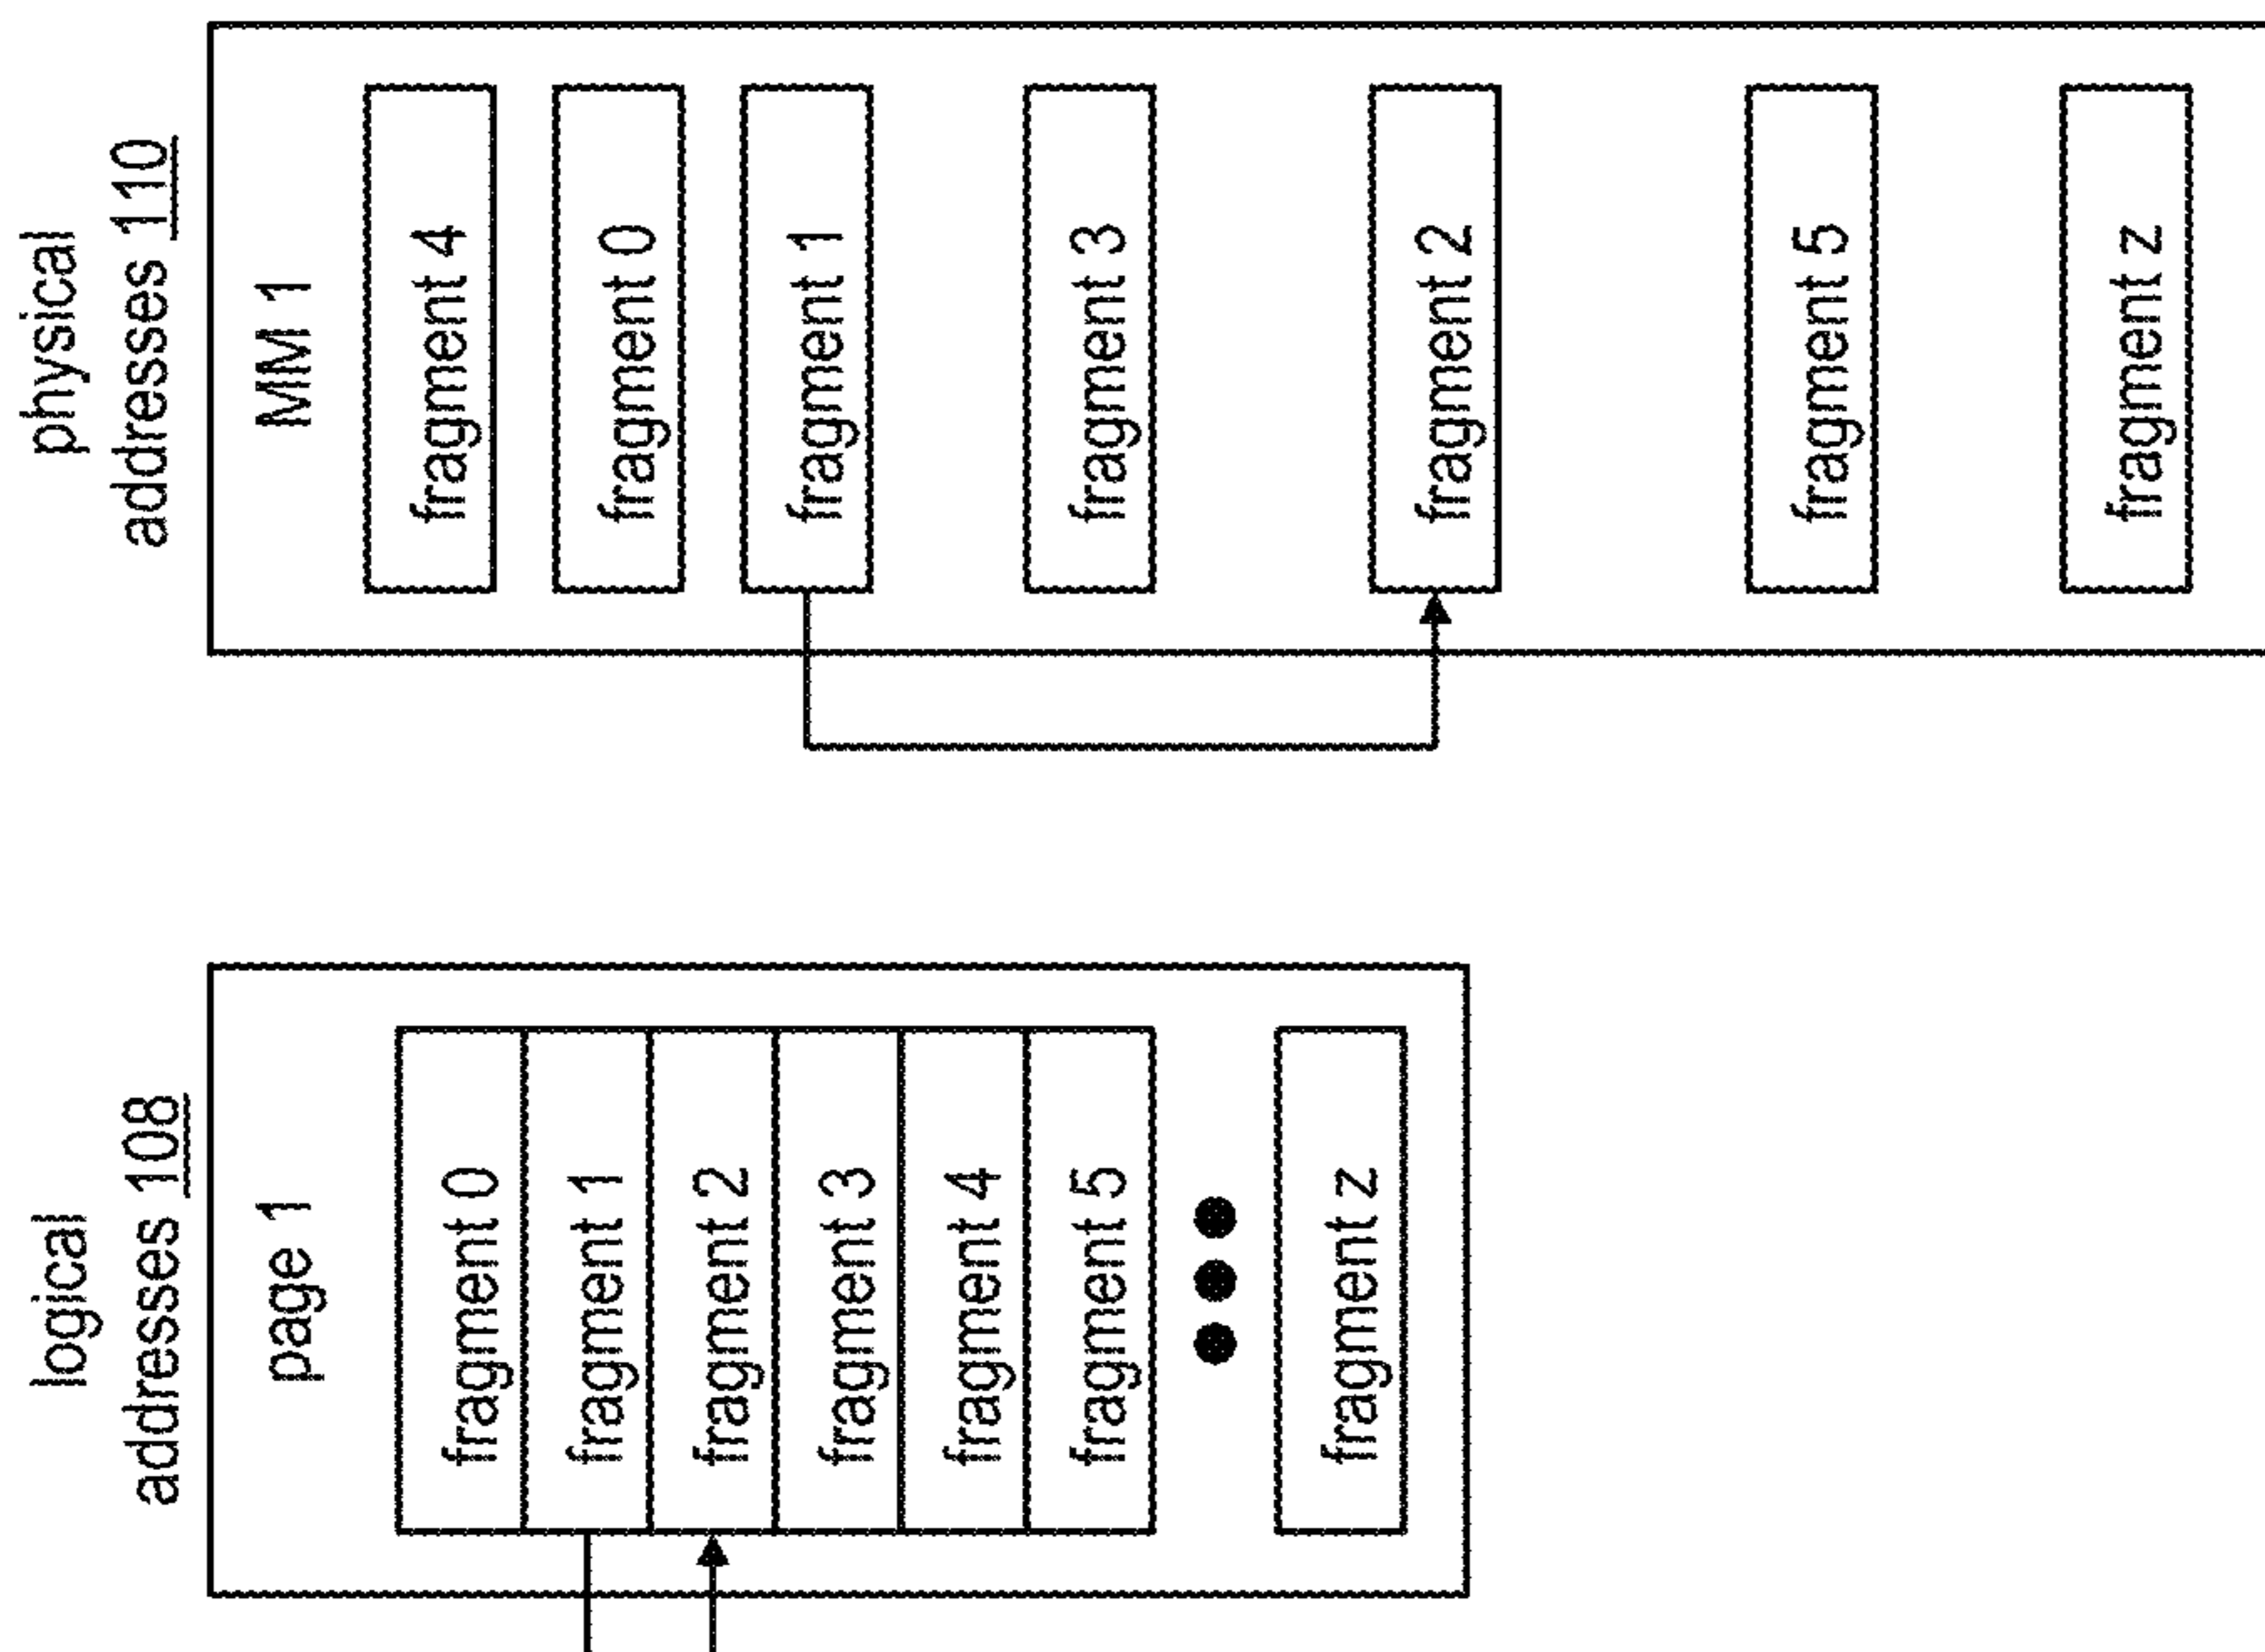 logical
addresses 108
page 1
fragment 0
fragment 1
fragment 2
fragment 3
fragment 4
fragment 5
fragment z
physical
addresses 110
MM 1
fragment 4
fragment 0
fragment 1
fragment 3
fragment 2
fragment 5
fragment z